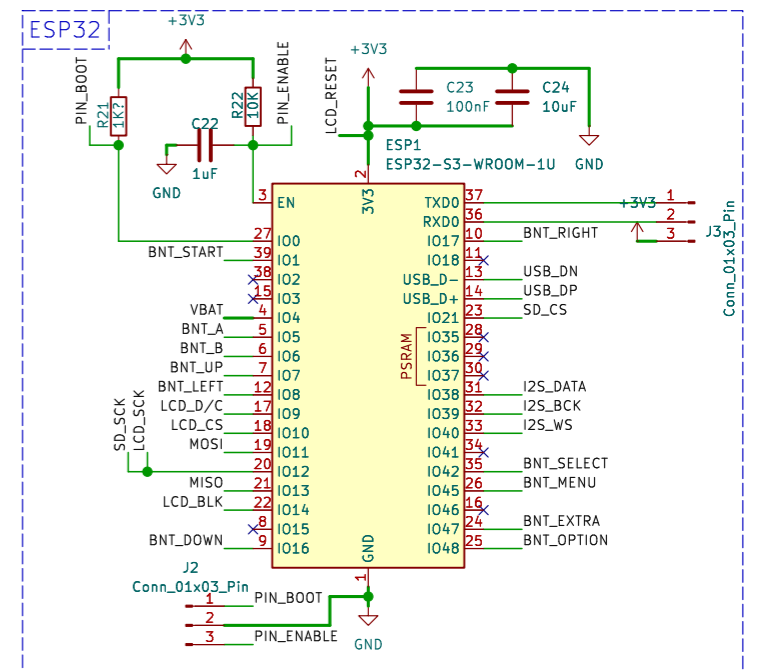 ESP32
+3V3
PIN_BOOT
R21
1K?
R22
10K
PIN_ENABLE
C22
1uF
GND
+3V3
LCD_RESET
C23
100nF
C24
10uF
GND
ESP1
ESP32-S3-WROOM-1U
2
3V3
3 EN
27 IO0
BNT_START 39 IO1
38 IO2
15 IO3
VBAT 4 IO4
BNT_A 5 IO5
BNT_B 6 IO6
BNT_UP 7 IO7
BNT_LEFT 12 IO8
LCD_D/C 17 IO9
LCD_CS 18 IO10
MOSI 19 IO11
SD_SCK
LCD_SCK
20 IO12
MISO 21 IO13
LCD_BLK 22 IO14
8 IO15
BNT_DOWN 9 IO16
TXD0 37
RXD0 36
IO17 10 BNT_RIGHT
IO18 11
USB_D- 13 USB_DN
USB_D+ 14 USB_DP
IO21 23 SD_CS
PSRAM
IO35 28
IO36 29
IO37 30
IO38 31 I2S_DATA
IO39 32 I2S_BCK
IO40 33 I2S_WS
IO41 34
IO42 35 BNT_SELECT
IO45 26 BNT_MENU
IO46 16
IO47 24 BNT_EXTRA
IO48 25 BNT_OPTION
+3V3
1
2
3
J3
Conn_01x03_Pin
GND
1
GND
J2
Conn_01x03_Pin
1 PIN_BOOT
2
3 PIN_ENABLE